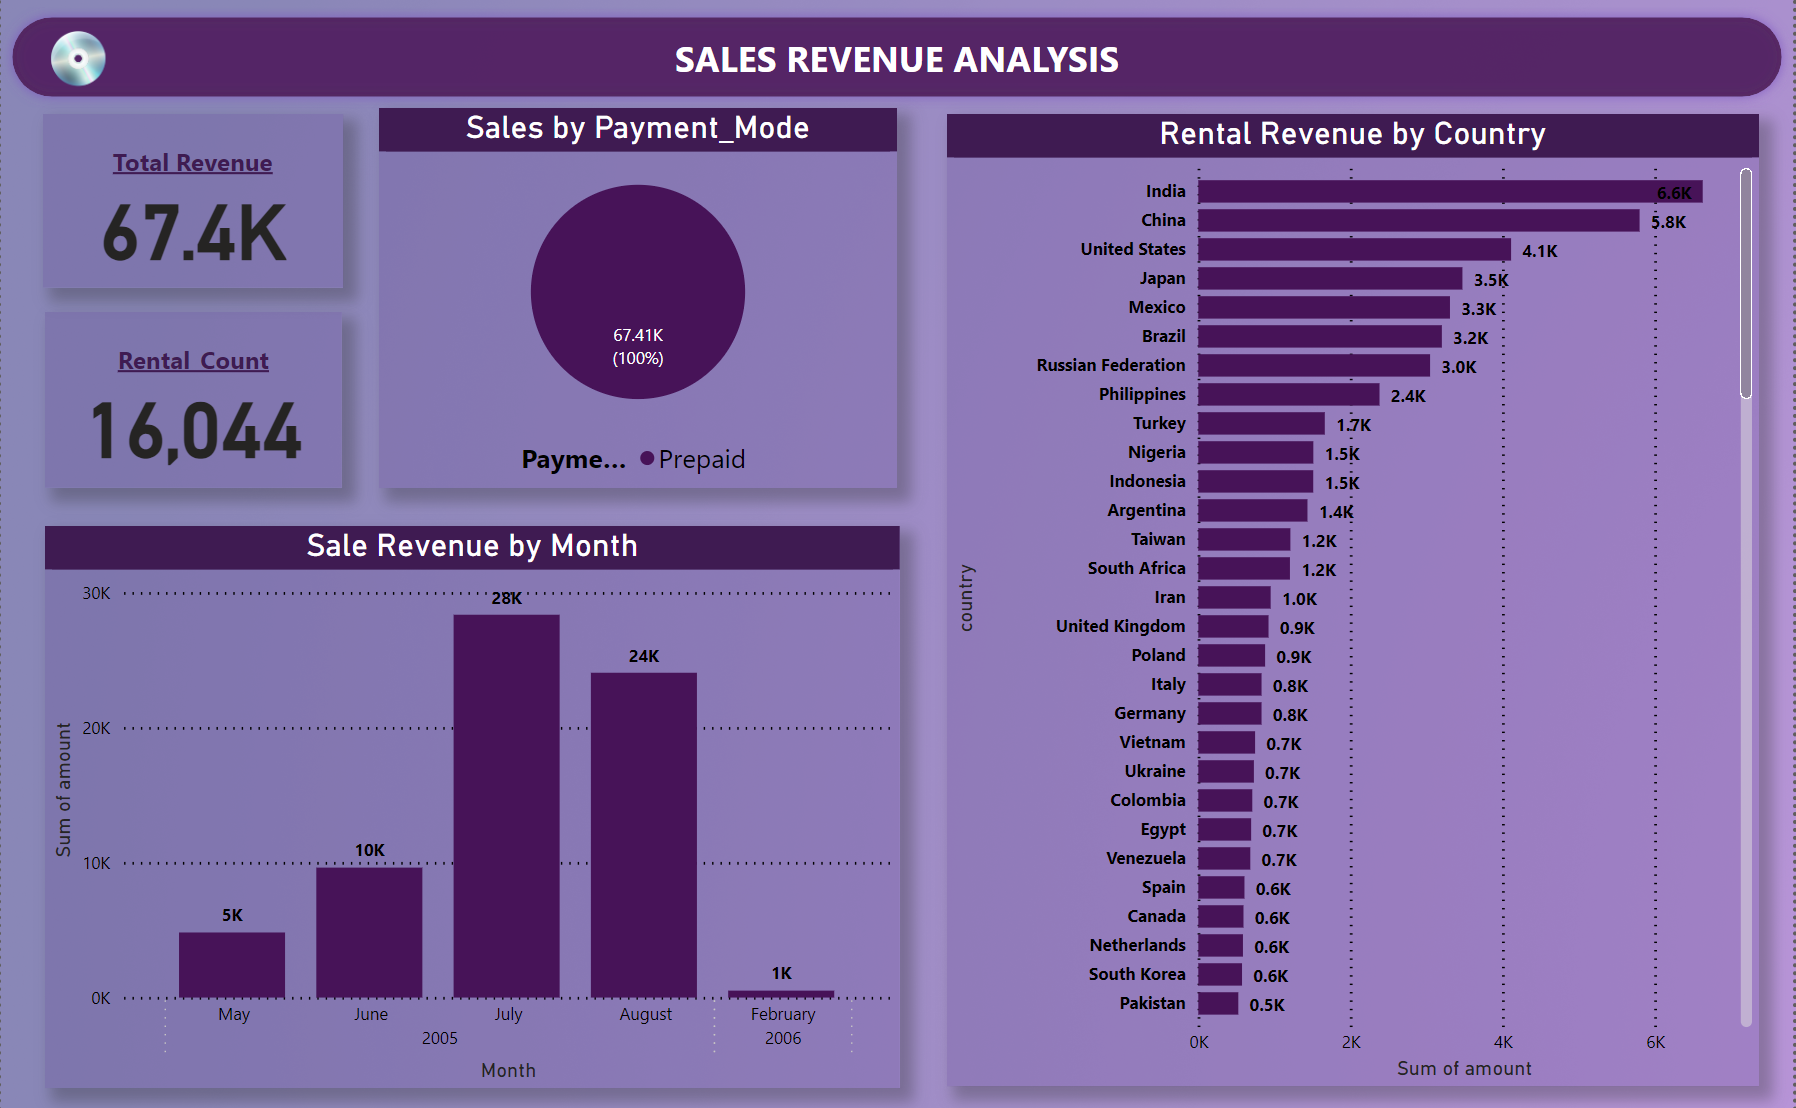 SALES REVENUE ANALYSIS
Total Revenue
67.4K
Rental_Count
16,044
Sales by Payment_Mode
67.41K
(100%)
Payme... Prepaid
Sale Revenue by Month
Sum of amount
30K
20K
10K
0K
5K
10K
28K
24K
1K
May June July August February
2005 2006
Month
Rental Revenue by Country
country
India 6.6K
China 5.8K
United States 4.1K
Japan 3.5K
Mexico 3.3K
Brazil 3.2K
Russian Federation 3.0K
Philippines 2.4K
Turkey 1.7K
Nigeria 1.5K
Indonesia 1.5K
Argentina 1.4K
Taiwan 1.2K
South Africa 1.2K
Iran 1.0K
United Kingdom 0.9K
Poland 0.9K
Italy 0.8K
Germany 0.8K
Vietnam 0.7K
Ukraine 0.7K
Colombia 0.7K
Egypt 0.7K
Venezuela 0.7K
Spain 0.6K
Canada 0.6K
Netherlands 0.6K
South Korea 0.6K
Pakistan 0.5K
0K 2K 4K 6K
Sum of amount